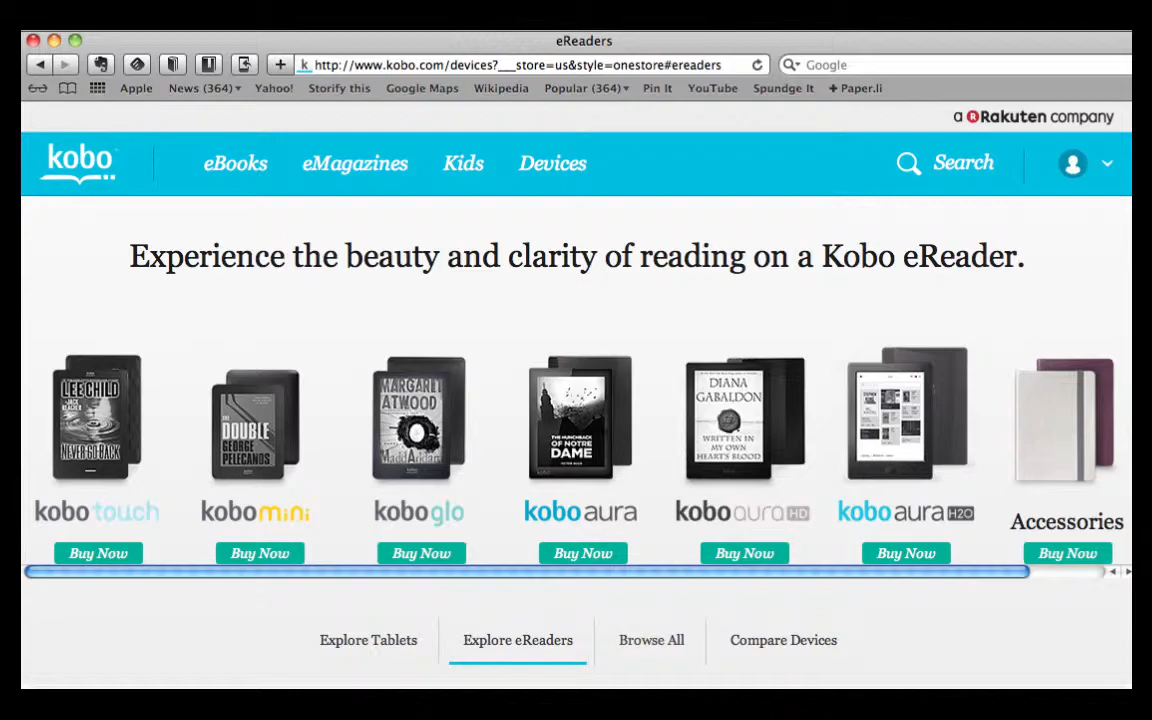 eReaders
k http://www.kobo.com/devices?___store=us&style=onestore#ereaders
Google
Apple News (364) Yahoo! Storify this Google Maps Wikipedia Popular (364) Pin It YouTube Spundge It + Paper.li
a Rakuten company
kobo eBooks eMagazines Kids Devices Search
Experience the beauty and clarity of reading on a Kobo eReader.
LEE CHILD
JACK REACHER
NEVER GO BACK
THE DOUBLE
GEORGE PELECANOS
MARGARET ATWOOD
MaddAddam
THE HUNCHBACK OF NOTRE DAME
VICTOR HUGO
DIANA GABALDON
WRITTEN IN MY OWN HEART'S BLOOD
kobo touch kobo mini kobo glo kobo aura kobo aura HD kobo aura H2O Accessories
Buy Now Buy Now Buy Now Buy Now Buy Now Buy Now Buy Now
Explore Tablets Explore eReaders Browse All Compare Devices